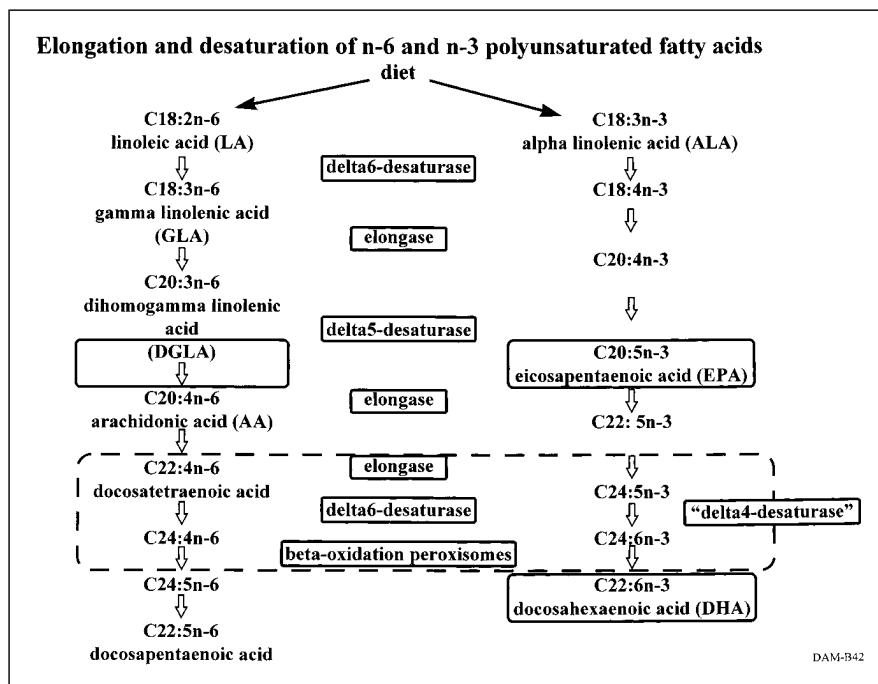 Elongation and desaturation of n-6 and n-3 polyunsaturated fatty acids
diet
C18:2n-6
linoleic acid (LA)
C18:3n-6
gamma linolenic acid
(GLA)
C20:3n-6
dihomogamma linolenic
acid
(DGLA)
C20:4n-6
arachidonic acid (AA)
C22:4n-6
docosatetraenoic acid
C24:4n-6
C24:5n-6
C22:5n-6
docosapentaenoic acid
delta6-desaturase
elongase
delta5-desaturase
elongase
elongase
delta6-desaturase
beta-oxidation peroxisomes
C18:3n-3
alpha linolenic acid (ALA)
C18:4n-3
C20:4n-3
C20:5n-3
eicosapentaenoic acid (EPA)
C22: 5n-3
C24:5n-3
C24:6n-3
C22:6n-3
docosahexaenoic acid (DHA)
“delta4-desaturase”
DAM-B42